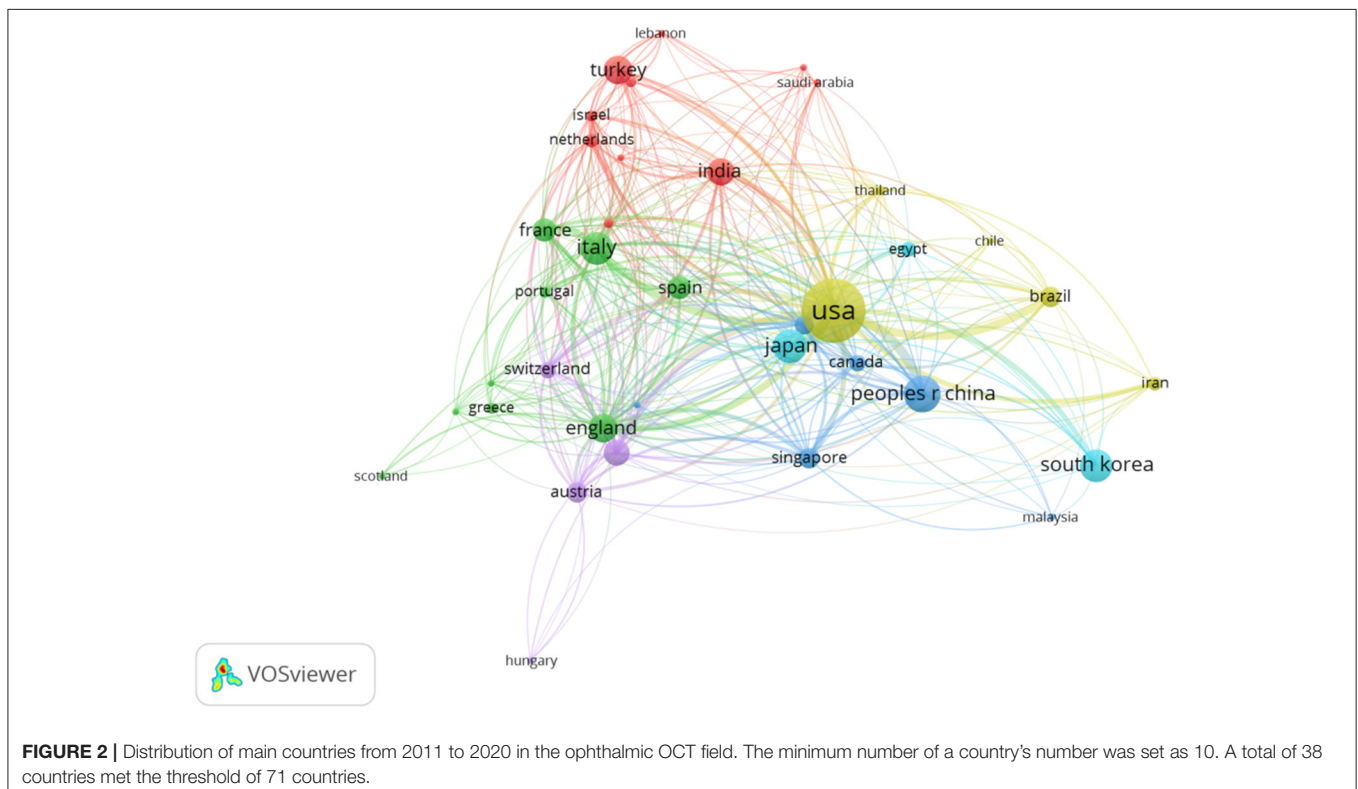 lebanon
turkey
saudi arabia
israel
netherlands
india
thailand
france
italy
chile
egypt
portugal
spain
brazil
usa
japan
canada
switzerland
iran
peoples r china
greece
england
singapore
south korea
scotland
austria
malaysia
hungary
VOSviewer
FIGURE 2 | Distribution of main countries from 2011 to 2020 in the ophthalmic OCT field. The minimum number of a country's number was set as 10. A total of 38
countries met the threshold of 71 countries.